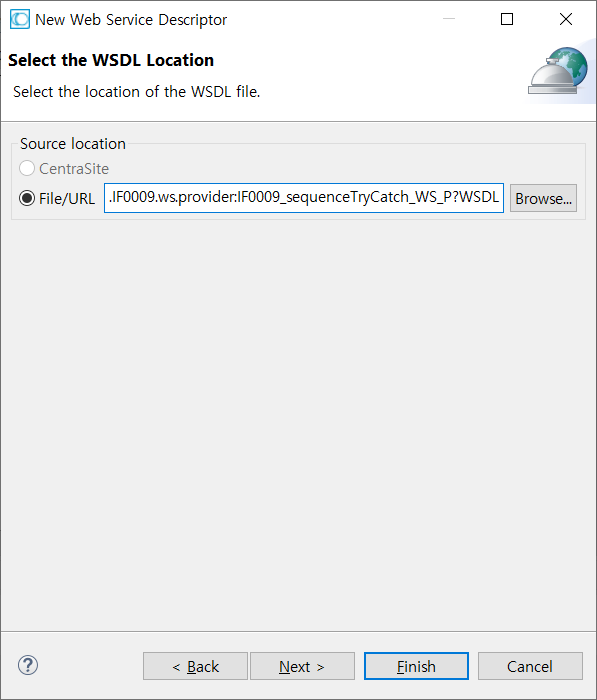 New Web Service Descriptor
Select the WSDL Location
Select the location of the WSDL file.
Source location
CentraSite
File/URL .IF0009.ws.provider:IF0009_sequenceTryCatch_WS_P?WSDL Browse...
? < Back Next > Finish Cancel